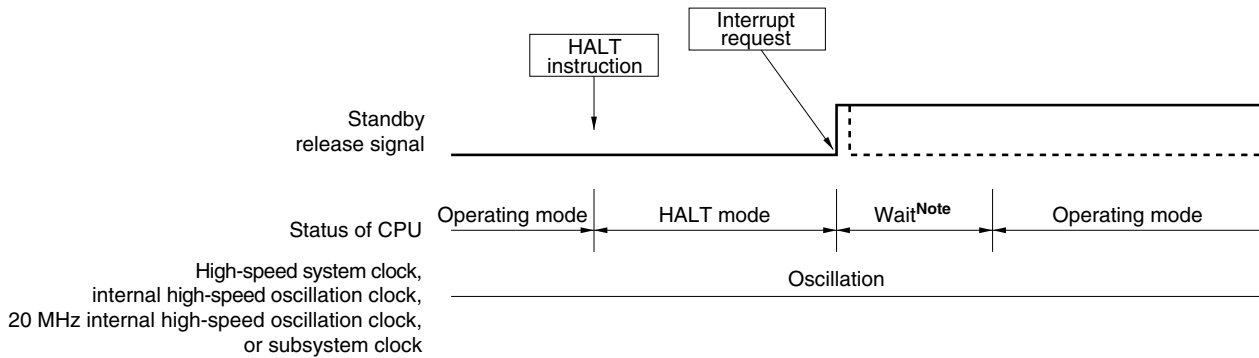 Interrupt
request
HALT
instruction
Standby
release signal
Status of CPU
Operating mode
HALT mode
WaitNote
Operating mode
High-speed system clock,
internal high-speed oscillation clock,
20 MHz internal high-speed oscillation clock,
or subsystem clock
Oscillation